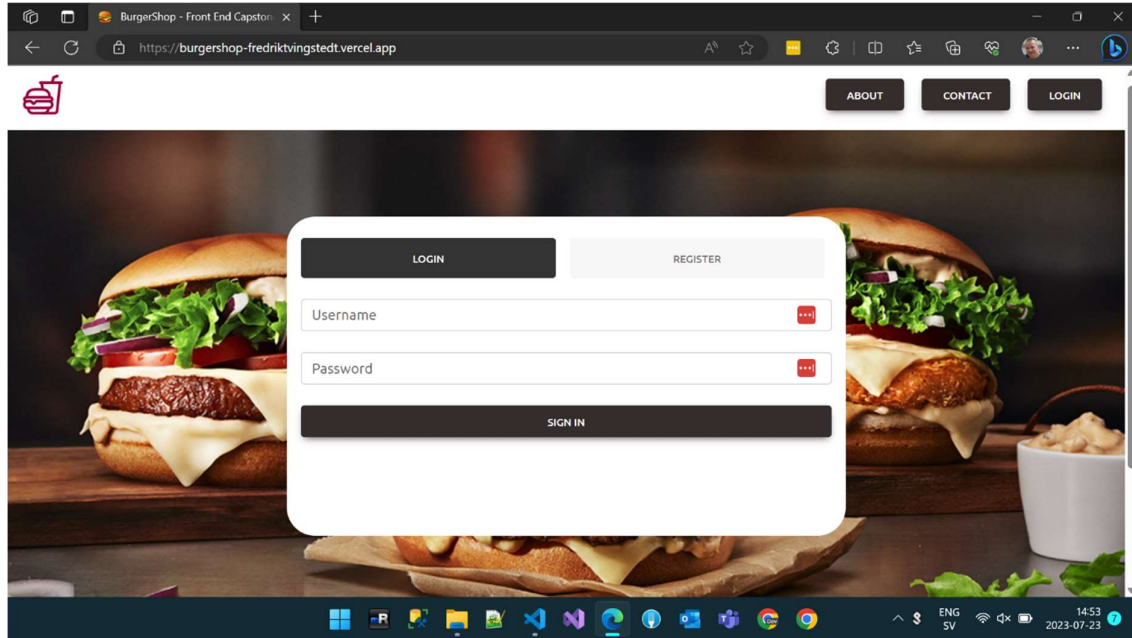 BurgerShop - Front End Capston
https://burgershop-fredriktvingstedt.vercel.app
ABOUT CONTACT LOGIN
LOGIN REGISTER
Username
Password
SIGN IN
ENG 14:53
SV 2023-07-23 7